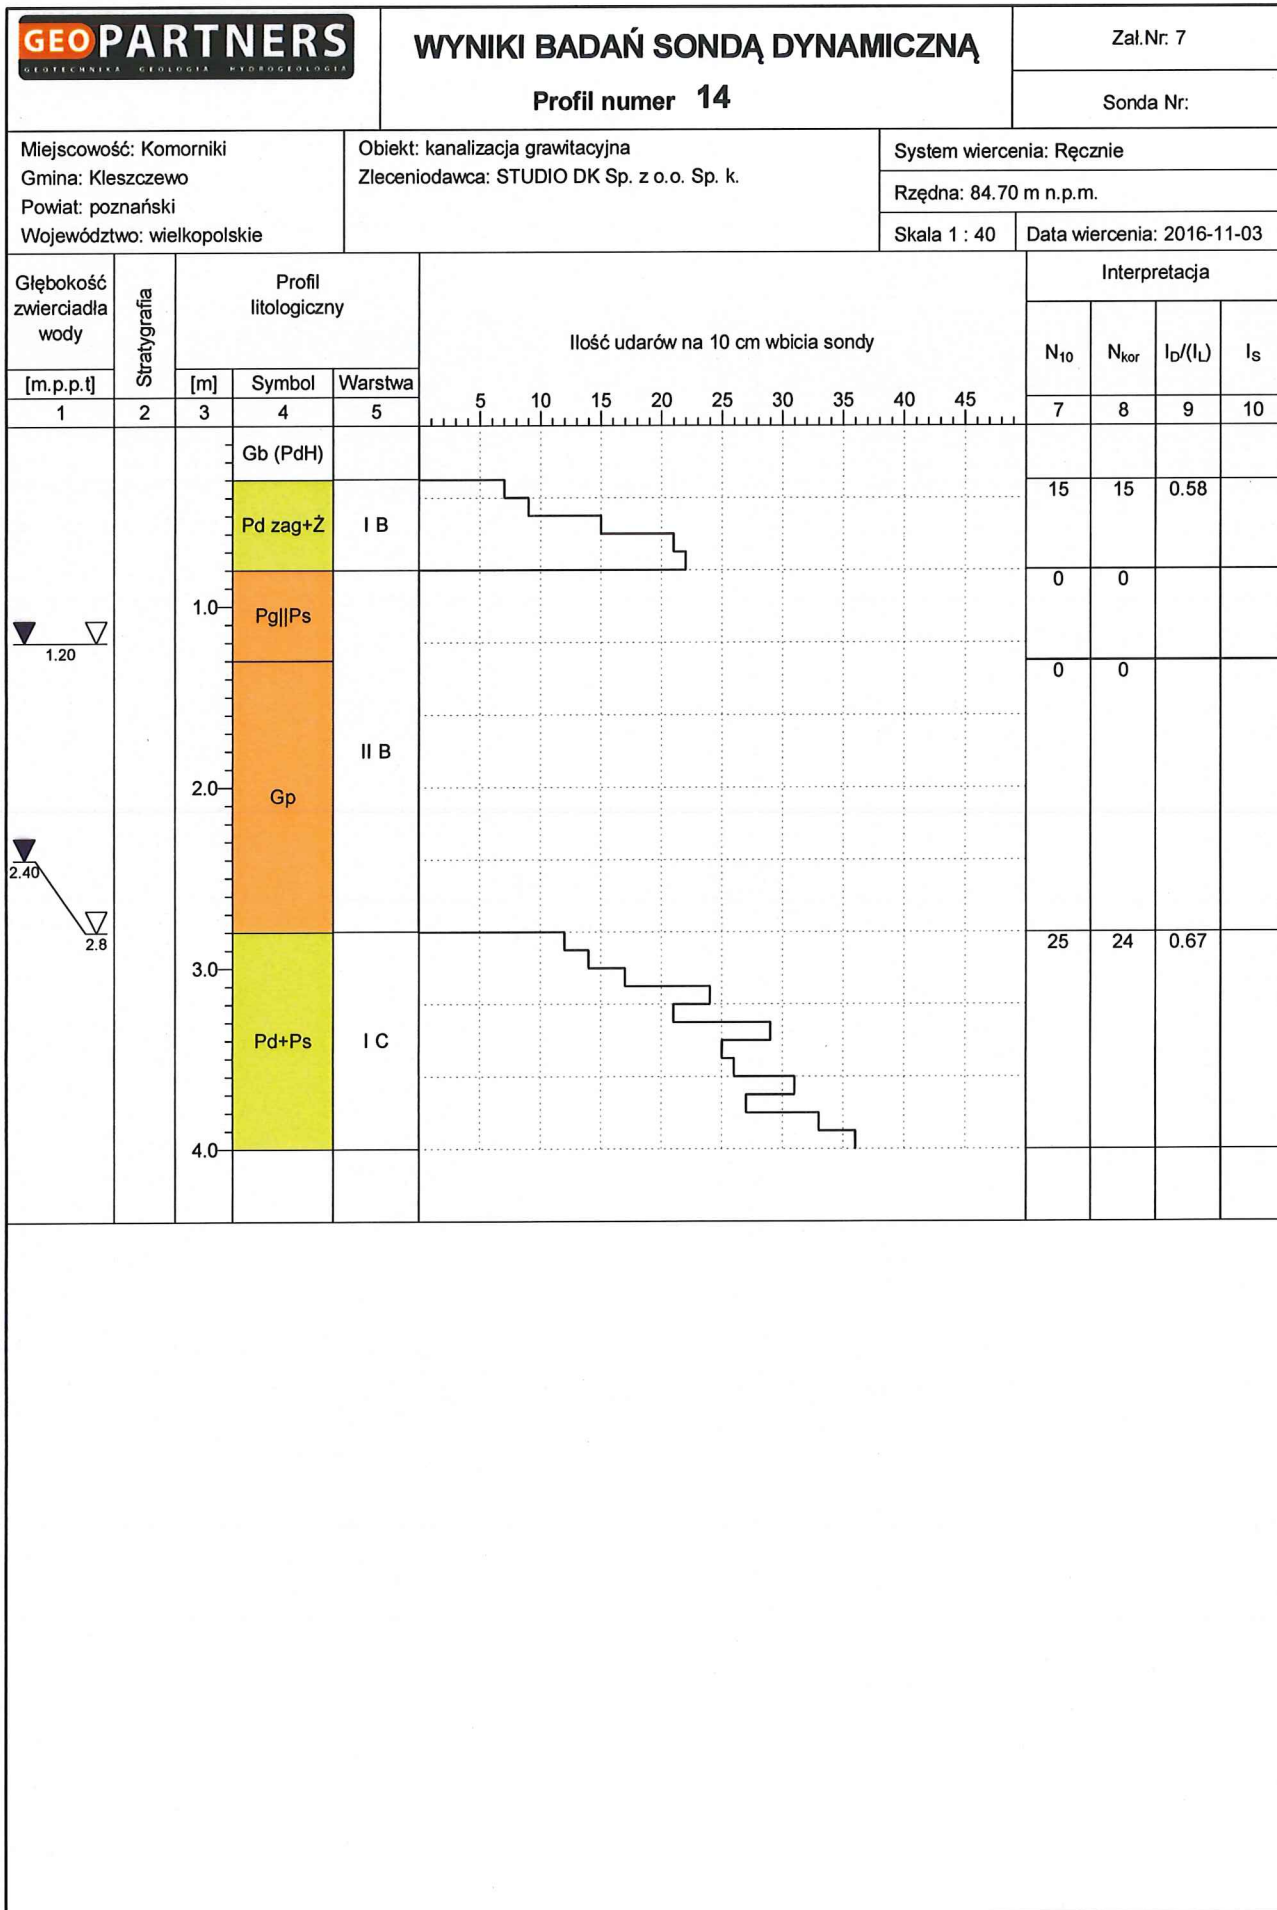 GEOPARTNERS
GEOTECHNIKA GEOLOGIA HYDROGEOLOGIA
WYNIKI BADAŃ SONDĄ DYNAMICZNĄ
Profil numer 14
Zał.Nr: 7
Sonda Nr:
Miejscowość: Komorniki
Gmina: Kleszczewo
Powiat: poznański
Województwo: wielkopolskie
Obiekt: kanalizacja grawitacyjna
Zleceniodawca: STUDIO DK Sp. z o.o. Sp. k.
System wiercenia: Ręcznie
Rzędna: 84.70 m n.p.m.
Skala 1 : 40
Data wiercenia: 2016-11-03
Głębokość
zwierciadła
wody
[m.p.p.t]
Stratygrafia
Profil
litologiczny
[m] Symbol Warstwa
Ilość udarów na 10 cm wbicia sondy
5 10 15 20 25 30 35 40 45
Interpretacja
N10 Nkor ID/(IL) IS
1 2 3 4 5 7 8 9 10
Gb (PdH)
Pd zag+Ż I B 15 15 0.58
0 0
1.0 Pg||Ps
1.20
0 0
II B
2.0 Gp
2.40
2.8
25 24 0.67
3.0
Pd+Ps I C
4.0